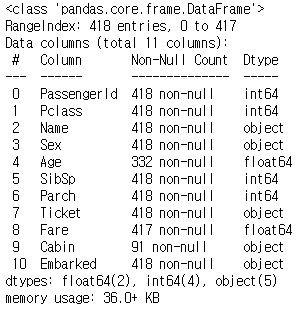 <class 'pandas.core.frame.DataFrame'>
RangeIndex: 418 entries, 0 to 417
Data columns (total 11 columns):
 #   Column       Non-Null Count  Dtype
---  ------       --------------  -----
 0   PassengerId  418 non-null    int64
 1   Pclass       418 non-null    int64
 2   Name         418 non-null    object
 3   Sex          418 non-null    object
 4   Age          332 non-null    float64
 5   SibSp        418 non-null    int64
 6   Parch        418 non-null    int64
 7   Ticket       418 non-null    object
 8   Fare         417 non-null    float64
 9   Cabin        91 non-null     object
 10  Embarked     418 non-null    object
dtypes: float64(2), int64(4), object(5)
memory usage: 36.0+ KB